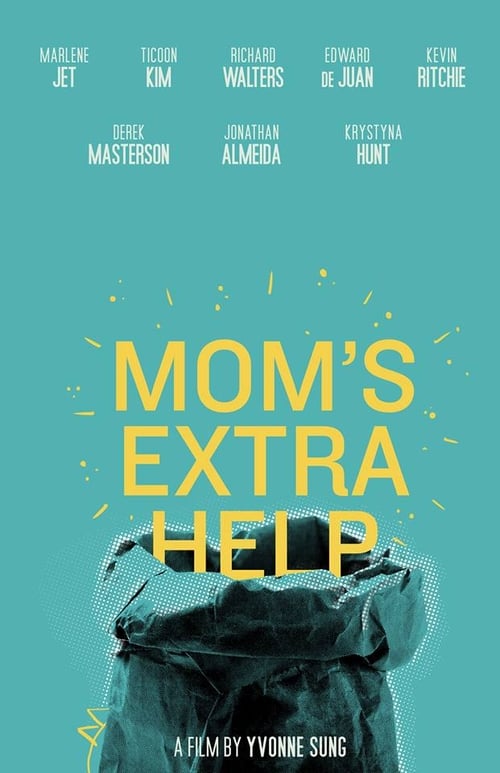 MARLENE TICOON RICHARD EDWARD KEVIN
JET KIM WALTERS DE JUAN RITCHIE
DEREK JONATHAN KRYSTYNA
MASTERSON ALMEIDA HUNT
MOM'S
EXTRA
HELP
A FILM BY YVONNE SUNG